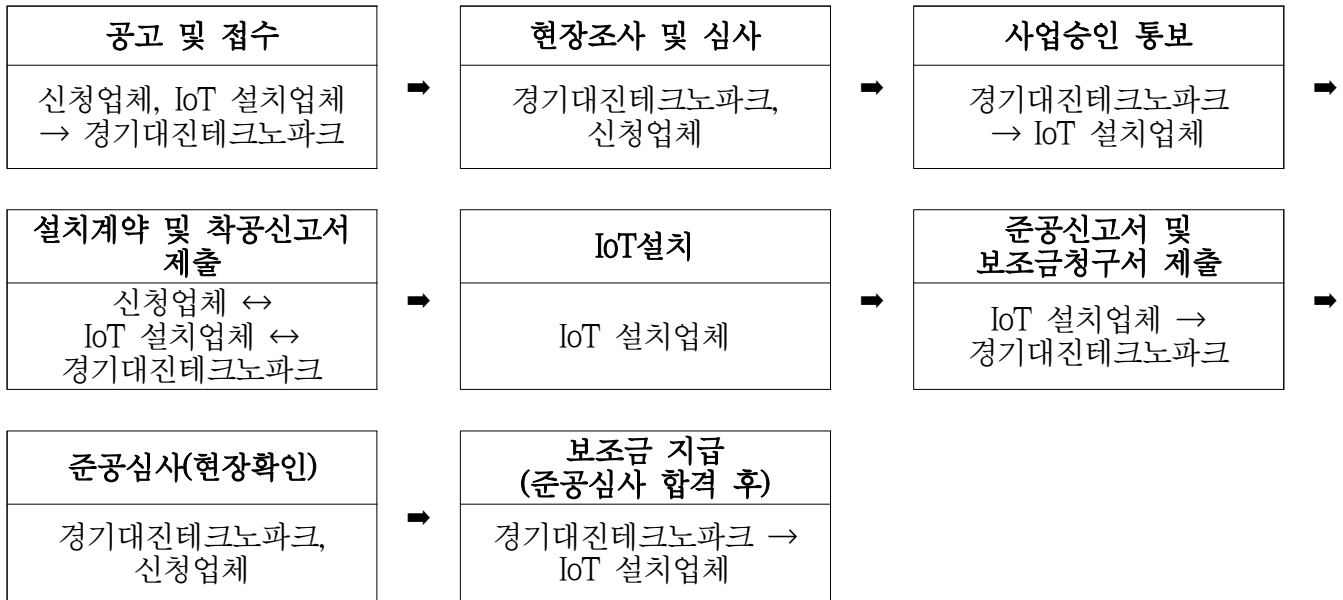 공고 및 접수
신청업체, IoT 설치업체
→ 경기대진테크노파크
➡
현장조사 및 심사
경기대진테크노파크,
신청업체
➡
사업승인 통보
경기대진테크노파크
→ IoT 설치업체
➡
설치계약 및 착공신고서
제출
신청업체 ↔
IoT 설치업체 ↔
경기대진테크노파크
➡
IoT설치
IoT 설치업체
➡
준공신고서 및
보조금청구서 제출
IoT 설치업체 →
경기대진테크노파크
➡
준공심사(현장확인)
경기대진테크노파크,
신청업체
➡
보조금 지급
(준공심사 합격 후)
경기대진테크노파크 →
IoT 설치업체